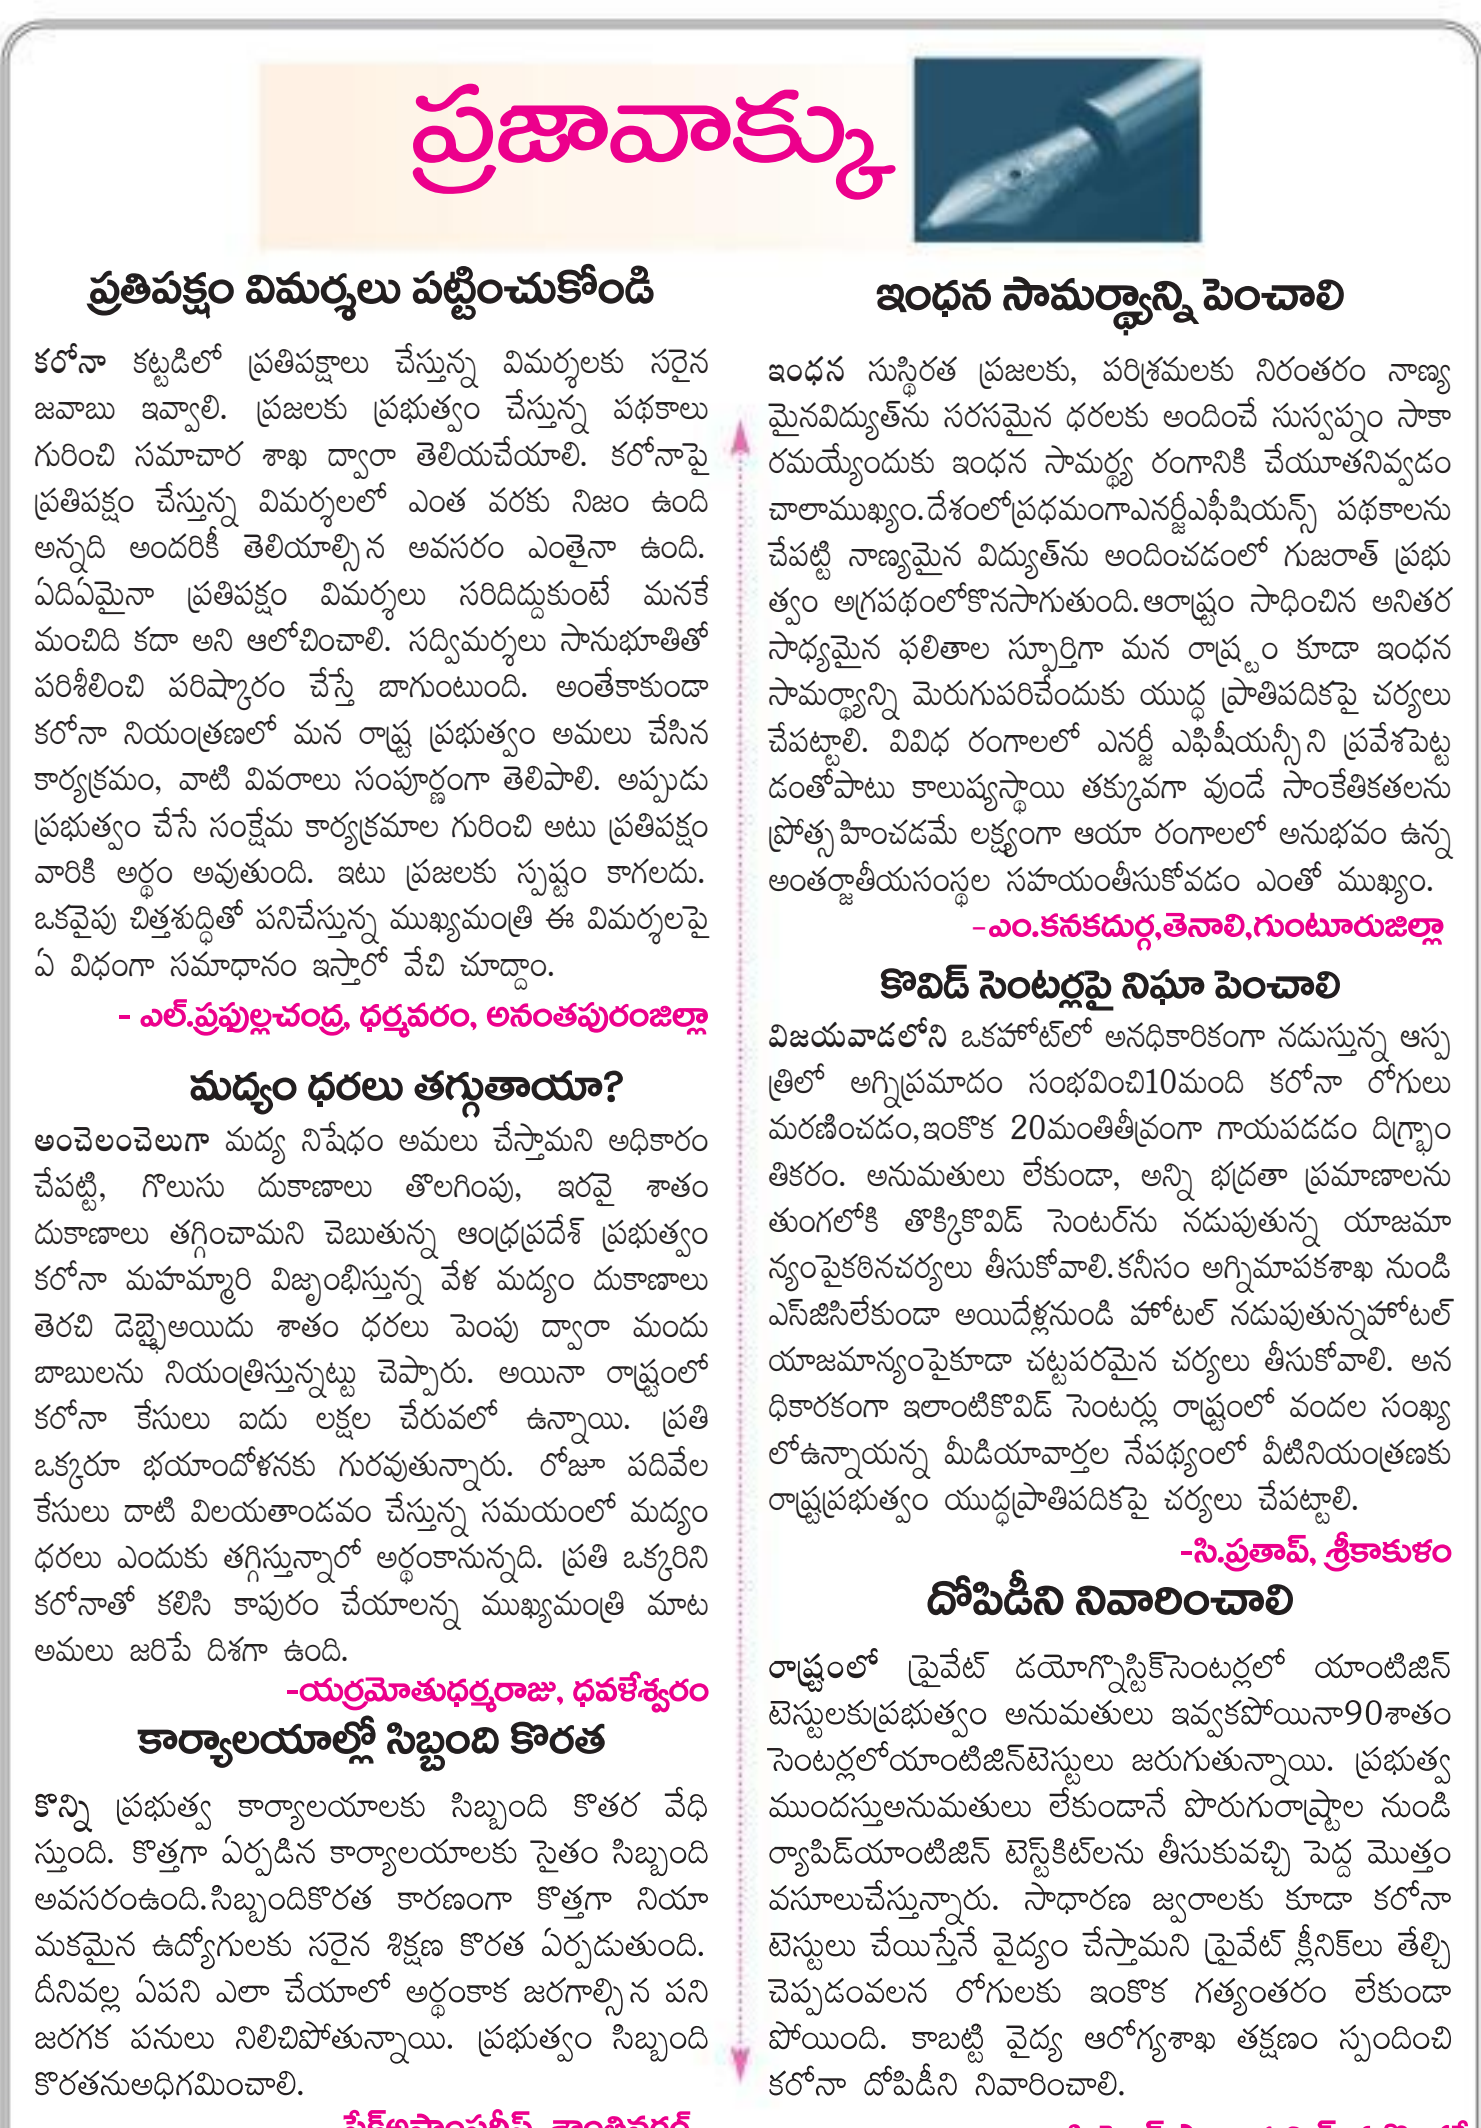 ప్రజావాక్కు
ప్రతిపక్షం విమర్శలు పట్టించుకోండి
కరోనా కట్టడిలో ప్రతిపక్షాలు చేస్తున్న విమర్శలకు సరైన
జవాబు ఇవ్వాలి. ప్రజలకు ప్రభుత్వం చేస్తున్న పథకాలు
గురించి సమాచార శాఖ ద్వారా తెలియచేయాలి. కరోనాపై
ప్రతిపక్షం చేస్తున్న విమర్శలలో ఎంత వరకు నిజం ఉంది
అన్నది అందరికీ తెలియాల్సిన అవసరం ఎంతైనా ఉంది.
ఏదిఏమైనా ప్రతిపక్షం విమర్శలు సరిదిద్దుకుంటే మనకే
మంచిది కదా అని ఆలోచించాలి. సద్విమర్శలు సానుభూతితో
పరిశీలించి పరిష్కారం చేస్తే బాగుంటుంది. అంతేకాకుండా
కరోనా నియంత్రణలో మన రాష్ట్ర ప్రభుత్వం అమలు చేసిన
కార్యక్రమం, వాటి వివరాలు సంపూర్ణంగా తెలిపాలి. అప్పుడు
ప్రభుత్వం చేసే సంక్షేమ కార్యక్రమాల గురించి అటు ప్రతిపక్షం
వారికి అర్థం అవుతుంది. ఇటు ప్రజలకు స్పష్టం కాగలదు.
ఒకవైపు చిత్తశుద్ధితో పనిచేస్తున్న ముఖ్యమంత్రి ఈ విమర్శలపై
ఏ విధంగా సమాధానం ఇస్తారో వేచి చూద్దాం.
- ఎల్.ప్రఫుల్లచంద్ర, ధర్మవరం, అనంతపురంజిల్లా
మద్యం ధరలు తగ్గుతాయా?
అంచెలంచెలుగా మద్య నిషేధం అమలు చేస్తామని అధికారం
చేపట్టి, గొలుసు దుకాణాలు తొలగింపు, ఇరవై శాతం
దుకాణాలు తగ్గించామని చెబుతున్న ఆంధ్రప్రదేశ్ ప్రభుత్వం
కరోనా మహమ్మారి విజృంభిస్తున్న వేళ మద్యం దుకాణాలు
తెరచి డెబ్బైఅయిదు శాతం ధరలు పెంపు ద్వారా మందు
బాబులను నియంత్రిస్తున్నట్టు చెప్పారు. అయినా రాష్ట్రంలో
కరోనా కేసులు ఐదు లక్షల చేరువలో ఉన్నాయి. ప్రతి
ఒక్కరూ భయాందోళనకు గురవుతున్నారు. రోజూ పదివేల
కేసులు దాటి విలయతాండవం చేస్తున్న సమయంలో మద్యం
ధరలు ఎందుకు తగ్గిస్తున్నారో అర్థంకానున్నది. ప్రతి ఒక్కరిని
కరోనాతో కలిసి కాపురం చేయాలన్న ముఖ్యమంత్రి మాట
అమలు జరిపే దిశగా ఉంది.
-యర్రమోతుధర్మరాజు, ధవళేశ్వరం
కార్యాలయాల్లో సిబ్బంది కొరత
కొన్ని ప్రభుత్వ కార్యాలయాలకు సిబ్బంది కొతర వేధి
స్తుంది. కొత్తగా ఏర్పడిన కార్యాలయాలకు సైతం సిబ్బంది
అవసరంఉంది.సిబ్బందికొరత కారణంగా కొత్తగా నియా
మకమైన ఉద్యోగులకు సరైన శిక్షణ కొరత ఏర్పడుతుంది.
దీనివల్ల ఏపని ఎలా చేయాలో అర్థంకాక జరగాల్సిన పని
జరగక పనులు నిలిచిపోతున్నాయి. ప్రభుత్వం సిబ్బంది
కొరతనుఅధిగమించాలి.
ఇంధన సామర్థ్యాన్ని పెంచాలి
ఇంధన సుస్థిరత ప్రజలకు, పరిశ్రమలకు నిరంతరం నాణ్య
మైనవిద్యుత్‌ను సరసమైన ధరలకు అందించే సుస్వప్నం సాకా
రమయ్యేందుకు ఇంధన సామర్థ్య రంగానికి చేయూతనివ్వడం
చాలాముఖ్యం.దేశంలోప్రధమంగాఎనర్జీఎఫీషియన్స్ పథకాలను
చేపట్టి నాణ్యమైన విద్యుత్‌ను అందించడంలో గుజరాత్ ప్రభు
త్వం అగ్రపథంలోకొనసాగుతుంది.ఆరాష్ట్రం సాధించిన అనితర
సాధ్యమైన ఫలితాల స్ఫూర్తిగా మన రాష్ర్టం కూడా ఇంధన
సామర్థ్యాన్ని మెరుగుపరిచేందుకు యుద్ధ ప్రాతిపదికపై చర్యలు
చేపట్టాలి. వివిధ రంగాలలో ఎనర్జీ ఎఫిషీయన్సీని ప్రవేశపెట్ట
డంతోపాటు కాలుష్యస్థాయి తక్కువగా వుండే సాంకేతికతలను
ప్రోత్సహించడమే లక్ష్యంగా ఆయా రంగాలలో అనుభవం ఉన్న
అంతర్జాతీయసంస్థల సహయంతీసుకోవడం ఎంతో ముఖ్యం.
-ఎం.కనకదుర్గ,తెనాలి,గుంటూరుజిల్లా
కొవిడ్ సెంటర్లపై నిఘా పెంచాలి
విజయవాడలోని ఒకహోట్‌లో అనధికారికంగా నడుస్తున్న ఆస్ప
త్రిలో అగ్నిప్రమాదం సంభవించి10మంది కరోనా రోగులు
మరణించడం,ఇంకొక 20మంతితీవ్రంగా గాయపడడం దిగ్భ్రాం
తికరం. అనుమతులు లేకుండా, అన్ని భద్రతా ప్రమాణాలను
తుంగలోకి తొక్కికొవిడ్ సెంటర్‌ను నడుపుతున్న యాజమా
న్యంపైకఠినచర్యలు తీసుకోవాలి.కనీసం అగ్నిమాపకశాఖ నుండి
ఎన్‌జిసిలేకుండా అయిదేళ్లనుండి హోటల్ నడుపుతున్నహోటల్
యాజమాన్యంపైకూడా చట్టపరమైన చర్యలు తీసుకోవాలి. అన
ధికారకంగా ఇలాంటికొవిడ్ సెంటర్లు రాష్ట్రంలో వందల సంఖ్య
లోఉన్నాయన్న మీడియావార్తల నేపథ్యంలో వీటినియంత్రణకు
రాష్ట్రప్రభుత్వం యుద్ధప్రాతిపదికపై చర్యలు చేపట్టాలి.
-సి.ప్రతాప్, శ్రీకాకుళం
దోపిడీని నివారించాలి
రాష్ట్రంలో ప్రైవేట్ డయోగ్నొస్టిక్‌సెంటర్లలో యాంటిజిన్
టెస్టులకుప్రభుత్వం అనుమతులు ఇవ్వకపోయినా90శాతం
సెంటర్లలోయాంటిజిన్‌టెస్టులు జరుగుతున్నాయి. ప్రభుత్వ
ముందస్తుఅనుమతులు లేకుండానే పొరుగురాష్ట్రాల నుండి
ర్యాపిడ్‌యాంటిజిన్ టెస్ట్‌కిట్‌లను తీసుకువచ్చి పెద్ద మొత్తం
వసూలుచేస్తున్నారు. సాధారణ జ్వరాలకు కూడా కరోనా
టెస్టులు చేయిస్తేనే వైద్యం చేస్తామని ప్రైవేట్ క్లీనిక్‌లు తేల్చి
చెప్పడంవలన రోగులకు ఇంకొక గత్యంతరం లేకుండా
పోయింది. కాబట్టి వైద్య ఆరోగ్యశాఖ తక్షణం స్పందించి
కరోనా దోపిడీని నివారించాలి.